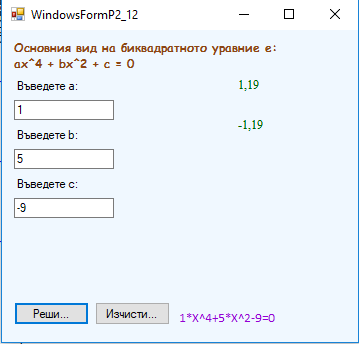 WindowsFormP2_12
Основния вид на биквадратното уравние е:
ax^4 + bx^2 + c = 0
Въведете a:
1,19
1
-1,19
Въведете b:
5
Въведете c:
-9
Реши... Изчисти... 1*X^4+5*X^2-9=0